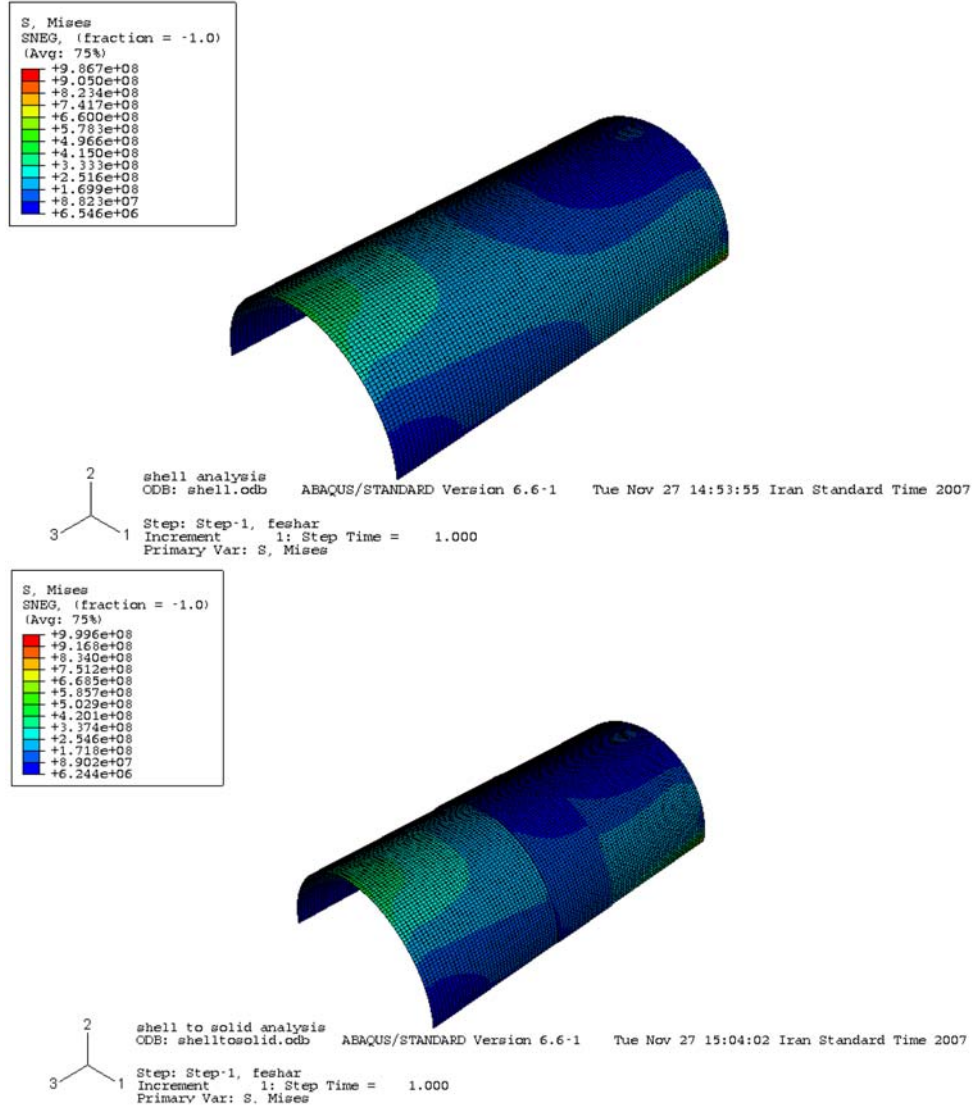 S, Mises
SNEG, (fraction = -1.0)
(Avg: 75%)
+9.867e+08
+9.050e+08
+8.234e+08
+7.417e+08
+6.600e+08
+5.783e+08
+4.966e+08
+4.150e+08
+3.333e+08
+2.516e+08
+1.699e+08
+8.823e+07
+6.546e+06
2
3
1
shell analysis
ODB: shell.odb ABAQUS/STANDARD Version 6.6-1 Tue Nov 27 14:53:55 Iran Standard Time 2007
Step: Step-1, feshar
Increment 1: Step Time = 1.000
Primary Var: S, Mises
S, Mises
SNEG, (fraction = -1.0)
(Avg: 75%)
+9.996e+08
+9.168e+08
+8.340e+08
+7.512e+08
+6.685e+08
+5.857e+08
+5.029e+08
+4.201e+08
+3.374e+08
+2.546e+08
+1.718e+08
+8.902e+07
+6.244e+06
2
3
1
shell to solid analysis
ODB: shelltosolid.odb ABAQUS/STANDARD Version 6.6-1 Tue Nov 27 15:04:02 Iran Standard Time 2007
Step: Step-1, feshar
Increment 1: Step Time = 1.000
Primary Var: S, Mises